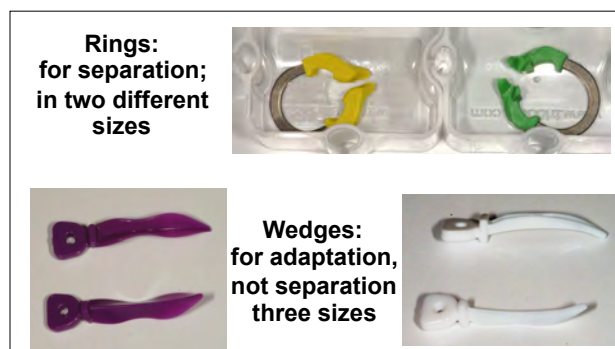 Rings:
for separation;
in two different
sizes
Wedges:
for adaptation,
not separation
three sizes